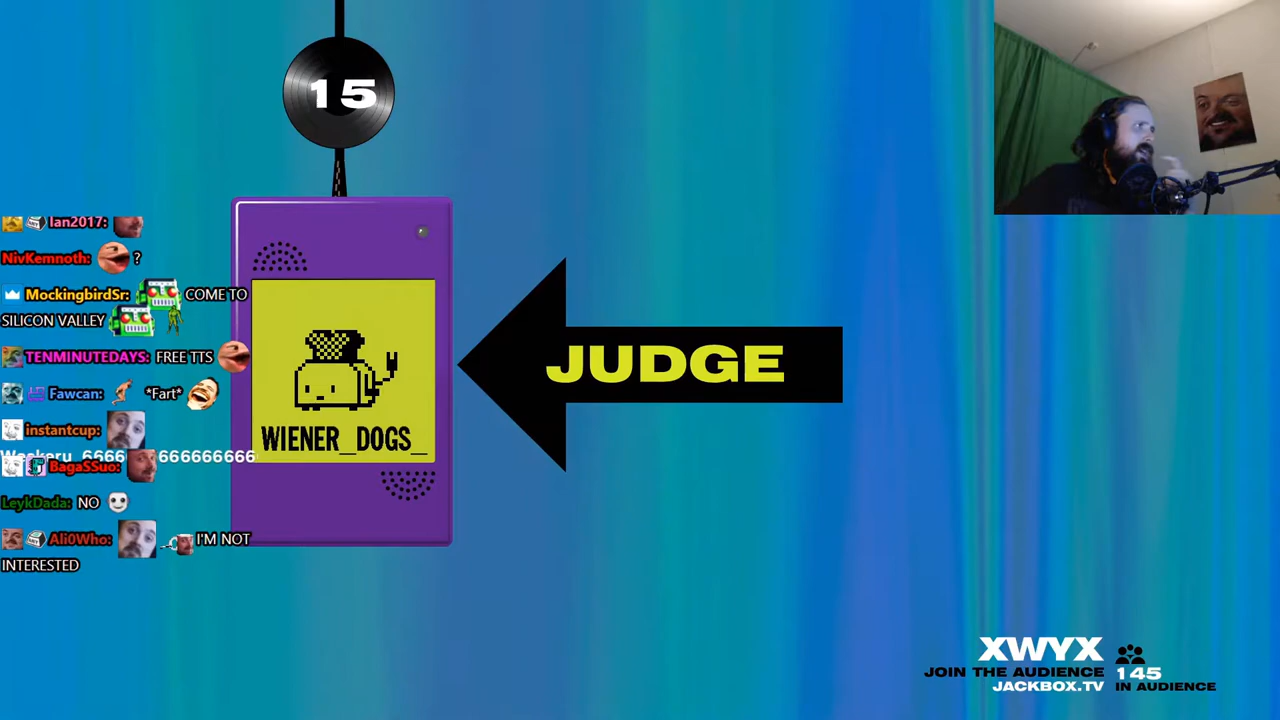 15
Ian2017:
NivKemnoth: ?
MockingbirdSr: COME TO
SILICON VALLEY
TENMINUTEDAYS: FREE TTS
Fawcan: *Fart*
instantcup:
BagaSSuo:
LeykDada: NO
Ali0Who: I'M NOT
INTERESTED
WIENER_DOGS_
JUDGE
XWYX
JOIN THE AUDIENCE
JACKBOX.TV
145
IN AUDIENCE